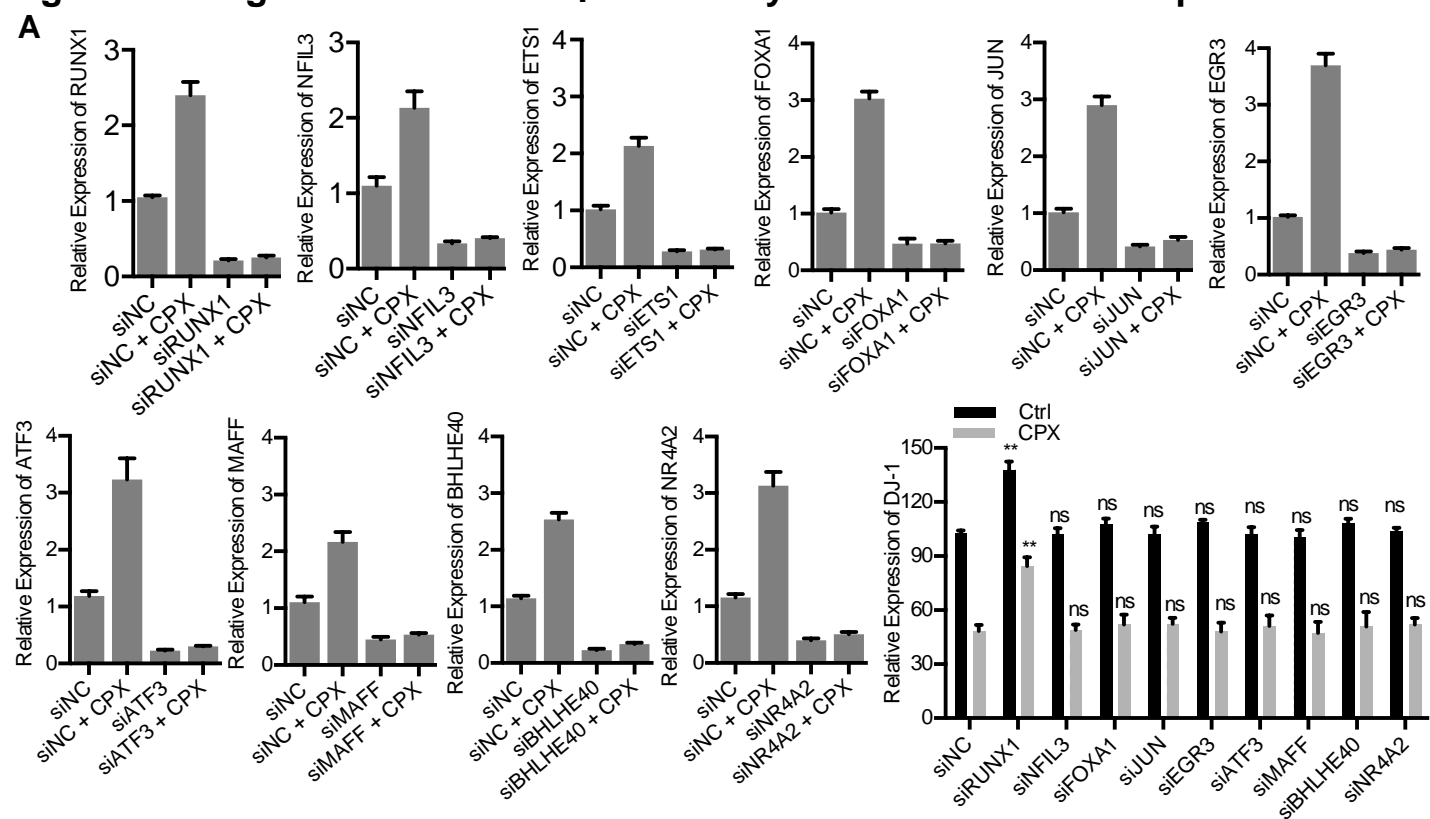 A
Relative Expression of RUNX1
3
2
1
0
siNC
siNC + CPX
siRUNX1
siRUNX1 + CPX
Relative Expression of NFIL3
3
2
1
0
siNC
siNC + CPX
siNFIL3
siNFIL3 + CPX
Relative Expression of ETS1
4
3
2
1
0
siNC
siNC + CPX
siETS1
siETS1 + CPX
Relative Expression of FOXA1
4
3
2
1
0
siNC
siNC + CPX
siFOXA1
siFOXA1 + CPX
Relative Expression of JUN
4
3
2
1
0
siNC
siNC + CPX
siJUN
siJUN + CPX
Relative Expression of EGR3
4
3
2
1
0
siNC
siNC + CPX
siEGR3
siEGR3 + CPX
Relative Expression of ATF3
4
3
2
1
0
siNC
siNC + CPX
siATF3
siATF3 + CPX
Relative Expression of MAFF
4
3
2
1
0
siNC
siNC + CPX
siMAFF
siMAFF + CPX
Relative Expression of BHLHE40
4
3
2
1
0
siNC
siNC + CPX
siBHLHE40
siBHLHE40 + CPX
Relative Expression of NR4A2
4
3
2
1
0
siNC
siNC + CPX
siNR4A2
siNR4A2 + CPX
Ctrl
CPX
Relative Expression of DJ-1
150
120
90
60
30
0
** ns ns ns ns ns ns ns ns
** ns ns ns ns ns ns ns ns
siNC
siRUNX1
siNFIL3
siFOXA1
siJUN
siEGR3
siATF3
siMAFF
siBHLHE40
siNR4A2